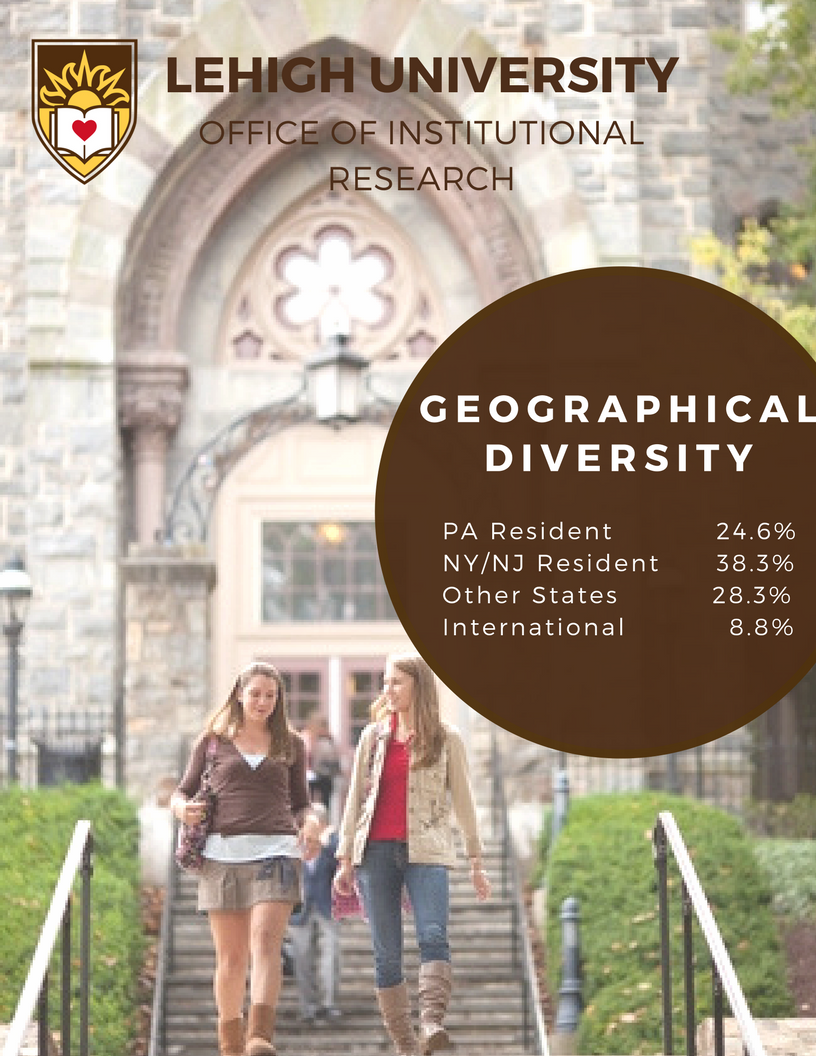 LEHIGH UNIVERSITY
OFFICE OF INSTITUTIONAL
RESEARCH
GEOGRAPHICAL
DIVERSITY
PA Resident 24.6%
NY/NJ Resident 38.3%
Other States 28.3%
International 8.8%